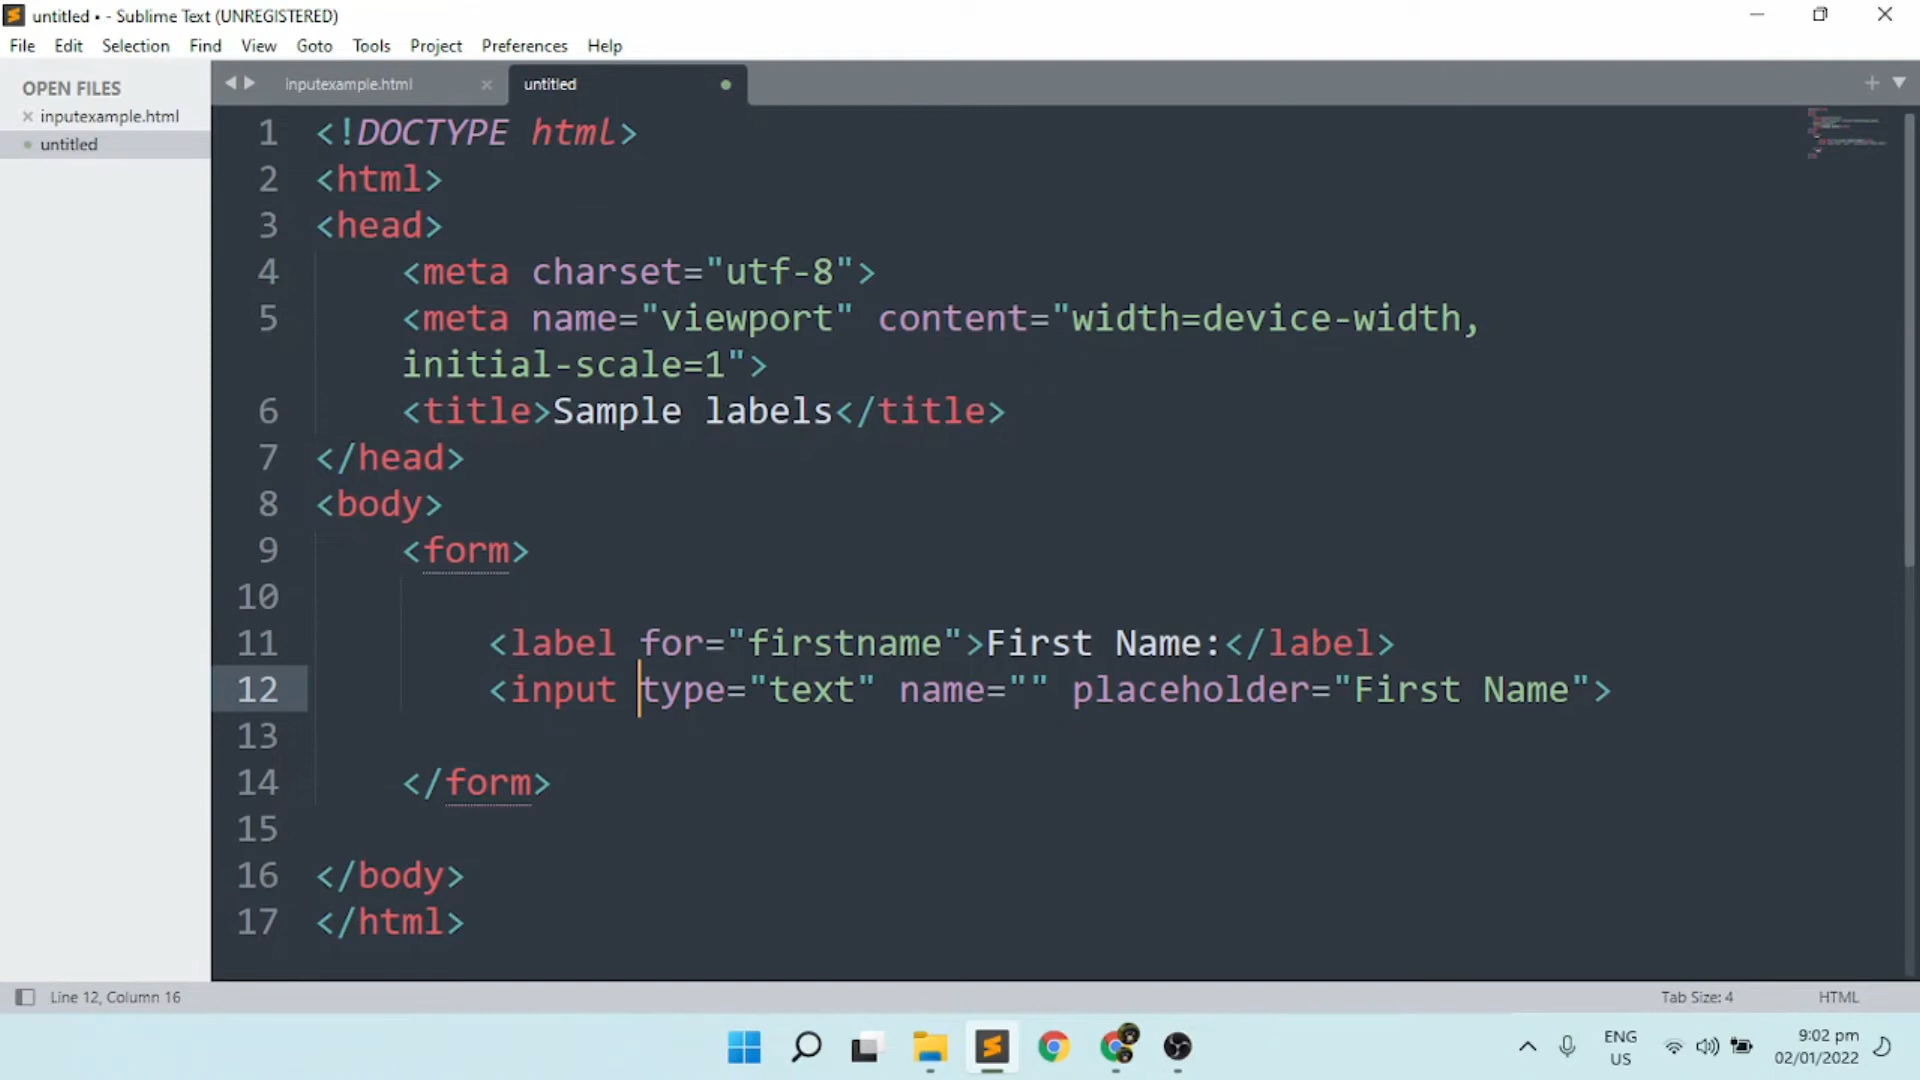 untitled • - Sublime Text (UNREGISTERED)
File Edit Selection Find View Goto Tools Project Preferences Help
OPEN FILES
inputexample.html
untitled
inputexample.html
untitled
1 <!DOCTYPE html>
2 <html>
3 <head>
4 <meta charset="utf-8">
5 <meta name="viewport" content="width=device-width,
initial-scale=1">
6 <title>Sample labels</title>
7 </head>
8 <body>
9 <form>
10
11 <label for="firstname">First Name:</label>
12 <input type="text" name="" placeholder="First Name">
13
14 </form>
15
16 </body>
17 </html>
Line 12, Column 16
Tab Size: 4
HTML
ENG
US
9:02 pm
02/01/2022